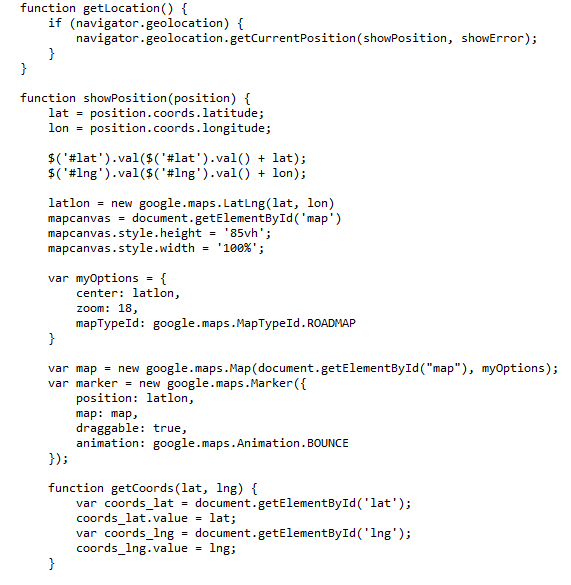 function getLocation() {
    if (navigator.geolocation) {
        navigator.geolocation.getCurrentPosition(showPosition, showError);
    }
}

function showPosition(position) {
    lat = position.coords.latitude;
    lon = position.coords.longitude;

    $('#lat').val($('#lat').val() + lat);
    $('#lng').val($('#lng').val() + lon);

    latlon = new google.maps.LatLng(lat, lon)
    mapcanvas = document.getElementById('map')
    mapcanvas.style.height = '85vh';
    mapcanvas.style.width = '100%';

    var myOptions = {
        center: latlon,
        zoom: 18,
        mapTypeId: google.maps.MapTypeId.ROADMAP
    }

    var map = new google.maps.Map(document.getElementById("map"), myOptions);
    var marker = new google.maps.Marker({
        position: latlon,
        map: map,
        draggable: true,
        animation: google.maps.Animation.BOUNCE
    });

    function getCoords(lat, lng) {
        var coords_lat = document.getElementById('lat');
        coords_lat.value = lat;
        var coords_lng = document.getElementById('lng');
        coords_lng.value = lng;
    }